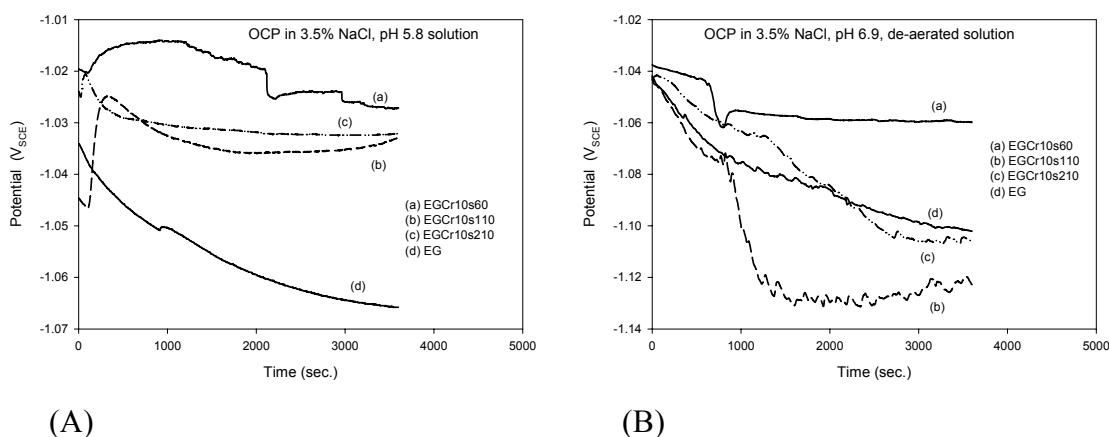 OCP in 3.5% NaCl, pH 5.8 solution
-1.01
-1.02
-1.03
-1.04
-1.05
-1.06
-1.07
Potential (V_SCE)
(a)
(c)
(b)
(a) EGCr10s60
(b) EGCr10s110
(c) EGCr10s210
(d) EG
(d)
0 1000 2000 3000 4000 5000
Time (sec.)
(A)
OCP in 3.5% NaCl, pH 6.9, de-aerated solution
-1.02
-1.04
-1.06
-1.08
-1.10
-1.12
-1.14
Potential (V_SCE)
(a)
(a) EGCr10s60
(b) EGCr10s110
(c) EGCr10s210
(d) EG
(d)
(c)
(b)
0 1000 2000 3000 4000 5000
Time (sec.)
(B)